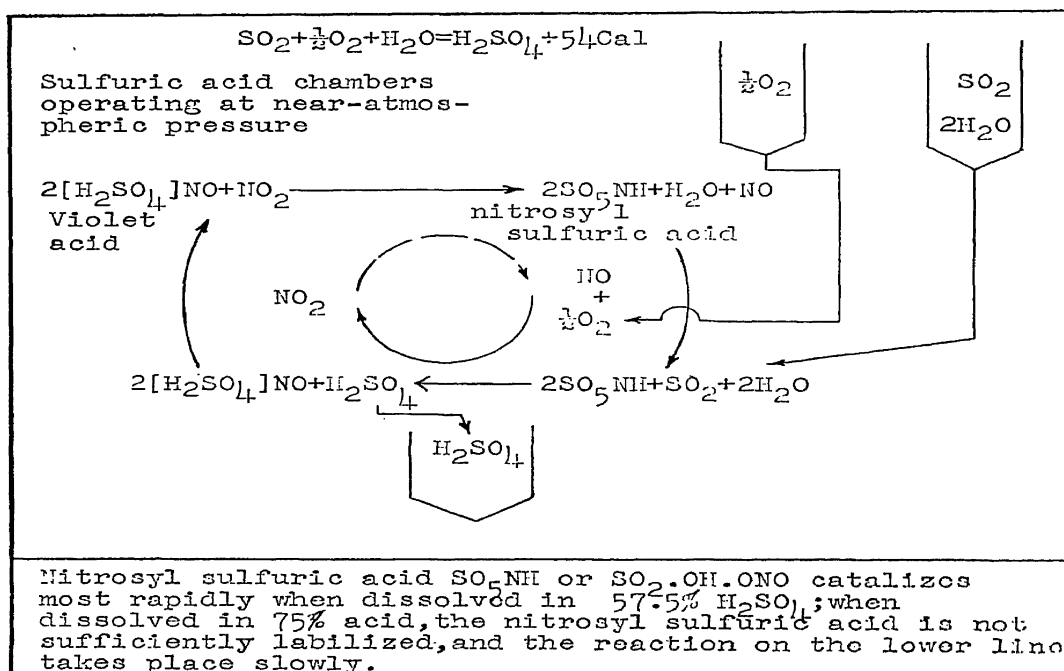 SO₂+½O₂+H₂O=H₂SO₄+54Cal
Sulfuric acid chambers
operating at near-atmos-
pheric pressure
½O₂
SO₂
2H₂O
2[H₂SO₄]NO+NO₂
2SO₅NH+H₂O+NO
Violet
acid
nitrosyl
sulfuric acid
NO₂
NO
+
½O₂
2[H₂SO₄]NO+H₂SO₄
2SO₅NH+SO₂+2H₂O
H₂SO₄
Nitrosyl sulfuric acid SO₅NH or SO₂.OH.ONO catalizes
most rapidly when dissolved in 57.5% H₂SO₄;when
dissolved in 75% acid,the nitrosyl sulfuric acid is not
sufficiently labilized,and the reaction on the lower line
takes place slowly.